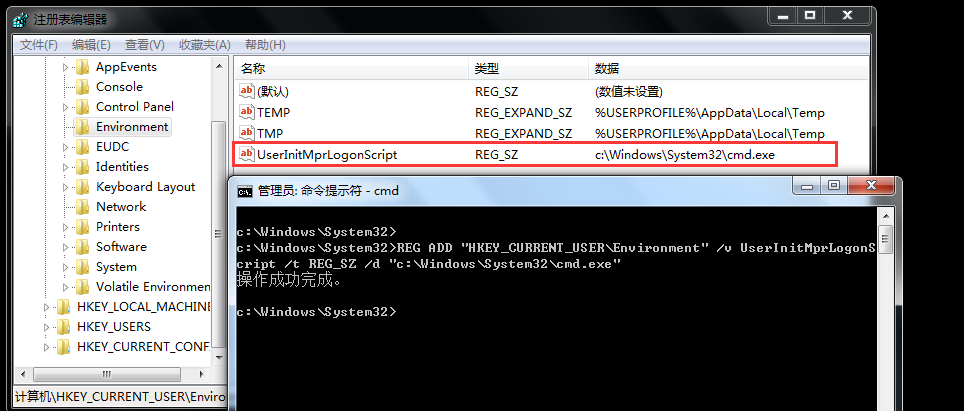 注册表编辑器
文件(F) 编辑(E) 查看(V) 收藏夹(A) 帮助(H)
AppEvents
Console
Control Panel
Environment
EUDC
Identities
Keyboard Layout
Network
Printers
Software
System
Volatile Environmen
HKEY_LOCAL_MACHINE
HKEY_USERS
HKEY_CURRENT_CONF
计算机\HKEY_CURRENT_USER\Enviro
名称 类型 数据
(默认) REG_SZ (数值未设置)
TEMP REG_EXPAND_SZ %USERPROFILE%\AppData\Local\Temp
TMP REG_EXPAND_SZ %USERPROFILE%\AppData\Local\Temp
UserInitMprLogonScript REG_SZ c:\Windows\System32\cmd.exe
管理员: 命令提示符 - cmd
c:\Windows\System32>
c:\Windows\System32>REG ADD "HKEY_CURRENT_USER\Environment" /v UserInitMprLogonS
cript /t REG_SZ /d "c:\Windows\System32\cmd.exe"
操作成功完成。
c:\Windows\System32>